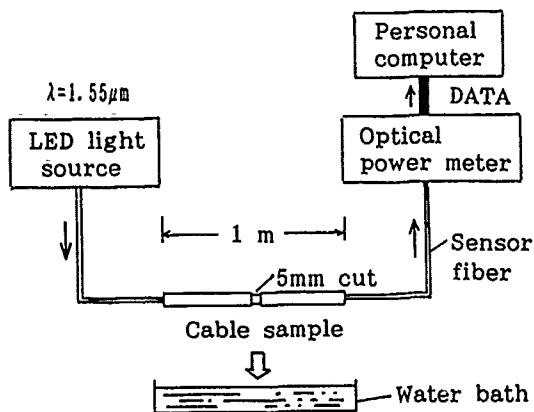 Personal
computer
λ=1.55μm
DATA
LED light
source
Optical
power meter
1 m
Sensor
fiber
5mm cut
Cable sample
Water bath